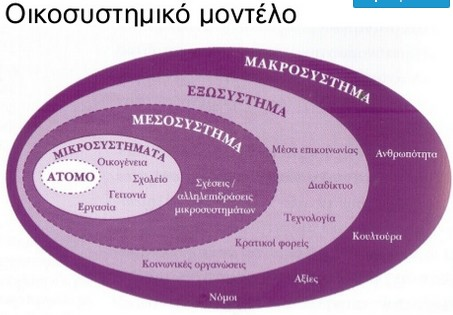 Οικοσυστημικό μοντέλο
ΜΑΚΡΟΣΥΣΤΗΜΑ
ΕΞΩΣΥΣΤΗΜΑ
ΜΕΣΟΣΥΣΤΗΜΑ
ΜΙΚΡΟΣΥΣΤΗΜΑΤΑ
ΑΤΟΜΟ
Οικογένεια
Σχολείο
Γειτονιά
Εργασία
Σχέσεις /
αλληλεπιδράσεις
μικροσυστημάτων
Μέσα επικοινωνίας
Διαδίκτυο
Τεχνολογία
Κρατικοί φορείς
Κοινωνικές οργανώσεις
Ανθρωπότητα
Κουλτούρα
Αξίες
Νόμοι